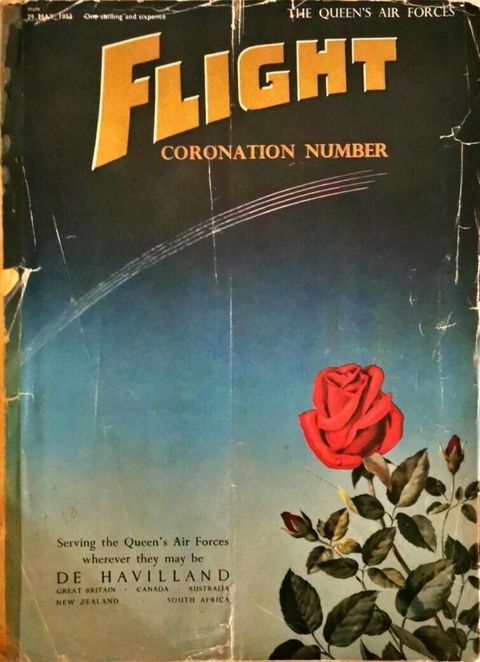 THE QUEEN'S AIR FORCES
Flight
29 MAY, 1953 One shilling and sixpence
FLIGHT
CORONATION NUMBER
Serving the Queen's Air Forces
wherever they may be
DE HAVILLAND
GREAT BRITAIN · CANADA · AUSTRALIA
NEW ZEALAND · SOUTH AFRICA